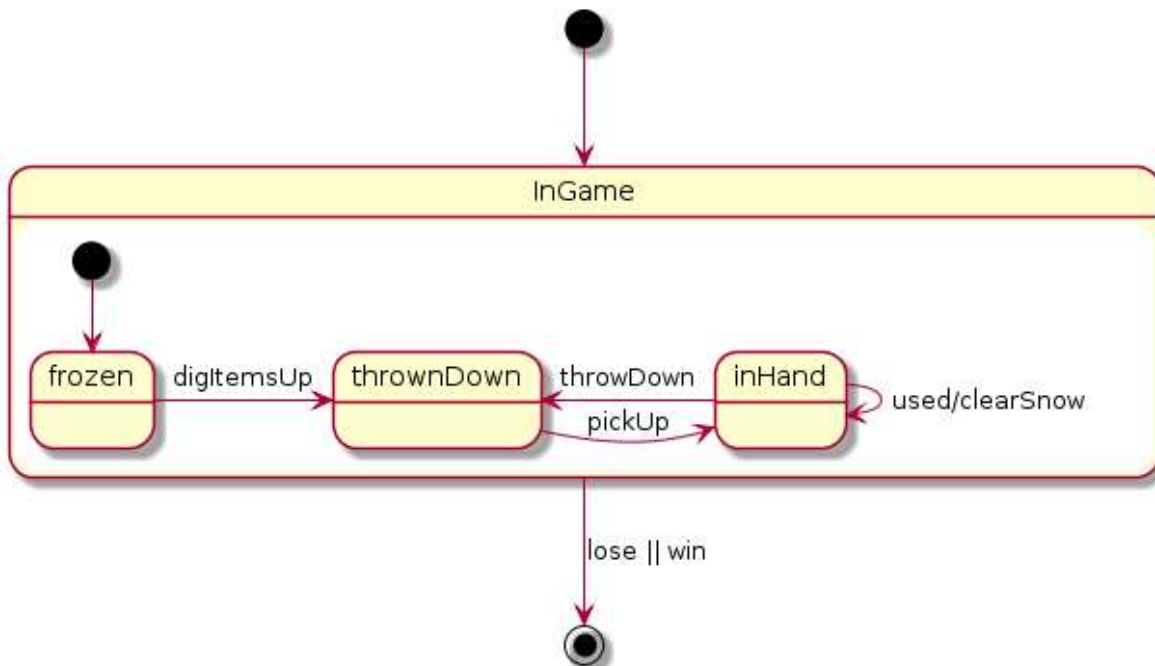 InGame
frozen
digItemsUp
thrownDown
throwDown
pickUp
inHand
used/clearSnow
lose || win